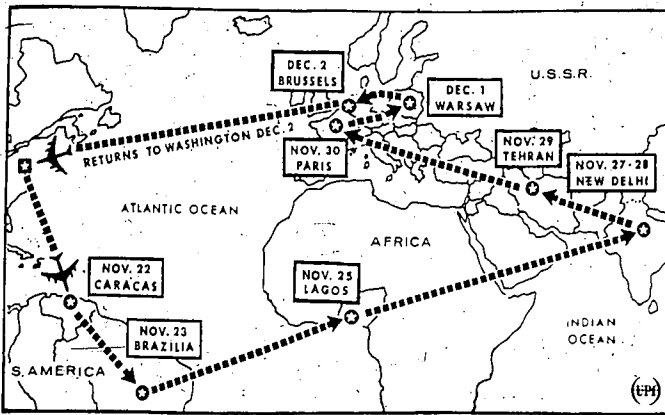 DEC. 2
BRUSSELS
DEC. 1
WARSAW
U.S.S.R.
RETURNS TO WASHINGTON DEC. 2
NOV. 30
PARIS
NOV. 29
TEHRAN
NOV. 27-28
NEW DELHI
ATLANTIC OCEAN
AFRICA
NOV. 22
CARACAS
NOV. 25
LAGOS
NOV. 23
BRAZILIA
INDIAN
OCEAN
S. AMERICA
UPI